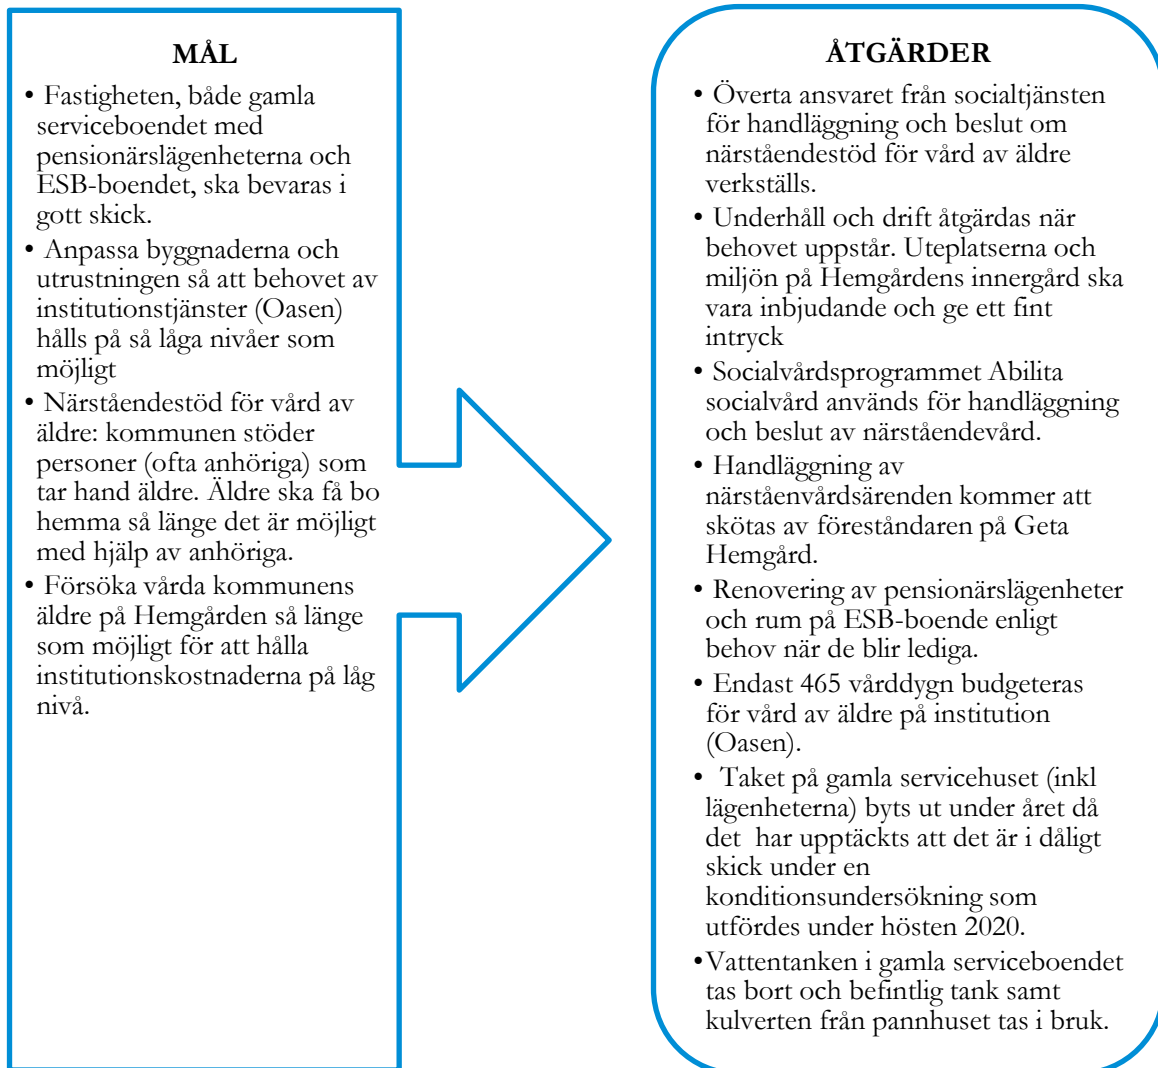 MÅL
• Fastigheten, både gamla
serviceboendet med
pensionärslägenheterna och
ESB-boendet, ska bevaras i
gott skick.
• Anpassa byggnaderna och
utrustningen så att behovet av
institutionstjänster (Oasen)
hålls på så låga nivåer som
möjligt
• Närståendestöd för vård av
äldre: kommunen stöder
personer (ofta anhöriga) som
tar hand äldre. Äldre ska få bo
hemma så länge det är möjligt
med hjälp av anhöriga.
• Försöka vårda kommunens
äldre på Hemgården så länge
som möjligt för att hålla
institutionskostnaderna på låg
nivå.
ÅTGÄRDER
• Överta ansvaret från socialtjänsten
för handläggning och beslut om
närståendestöd för vård av äldre
verkställs.
• Underhåll och drift åtgärdas när
behovet uppstår. Uteplatserna och
miljön på Hemgårdens innergård ska
vara inbjudande och ge ett fint
intryck
• Socialvårdsprogrammet Abilita
socialvård används för handläggning
och beslut av närståendevård.
• Handläggning av
närståenvårdsärenden kommer att
skötas av föreståndaren på Geta
Hemgård.
• Renovering av pensionärslägenheter
och rum på ESB-boende enligt
behov när de blir lediga.
• Endast 465 vårddygn budgeteras
för vård av äldre på institution
(Oasen).
• Taket på gamla servicehuset (inkl
lägenheterna) byts ut under året då
det har upptäckts att det är i dåligt
skick under en
konditionsundersökning som
utfördes under hösten 2020.
•Vattentanken i gamla serviceboendet
tas bort och befintlig tank samt
kulverten från pannhuset tas i bruk.